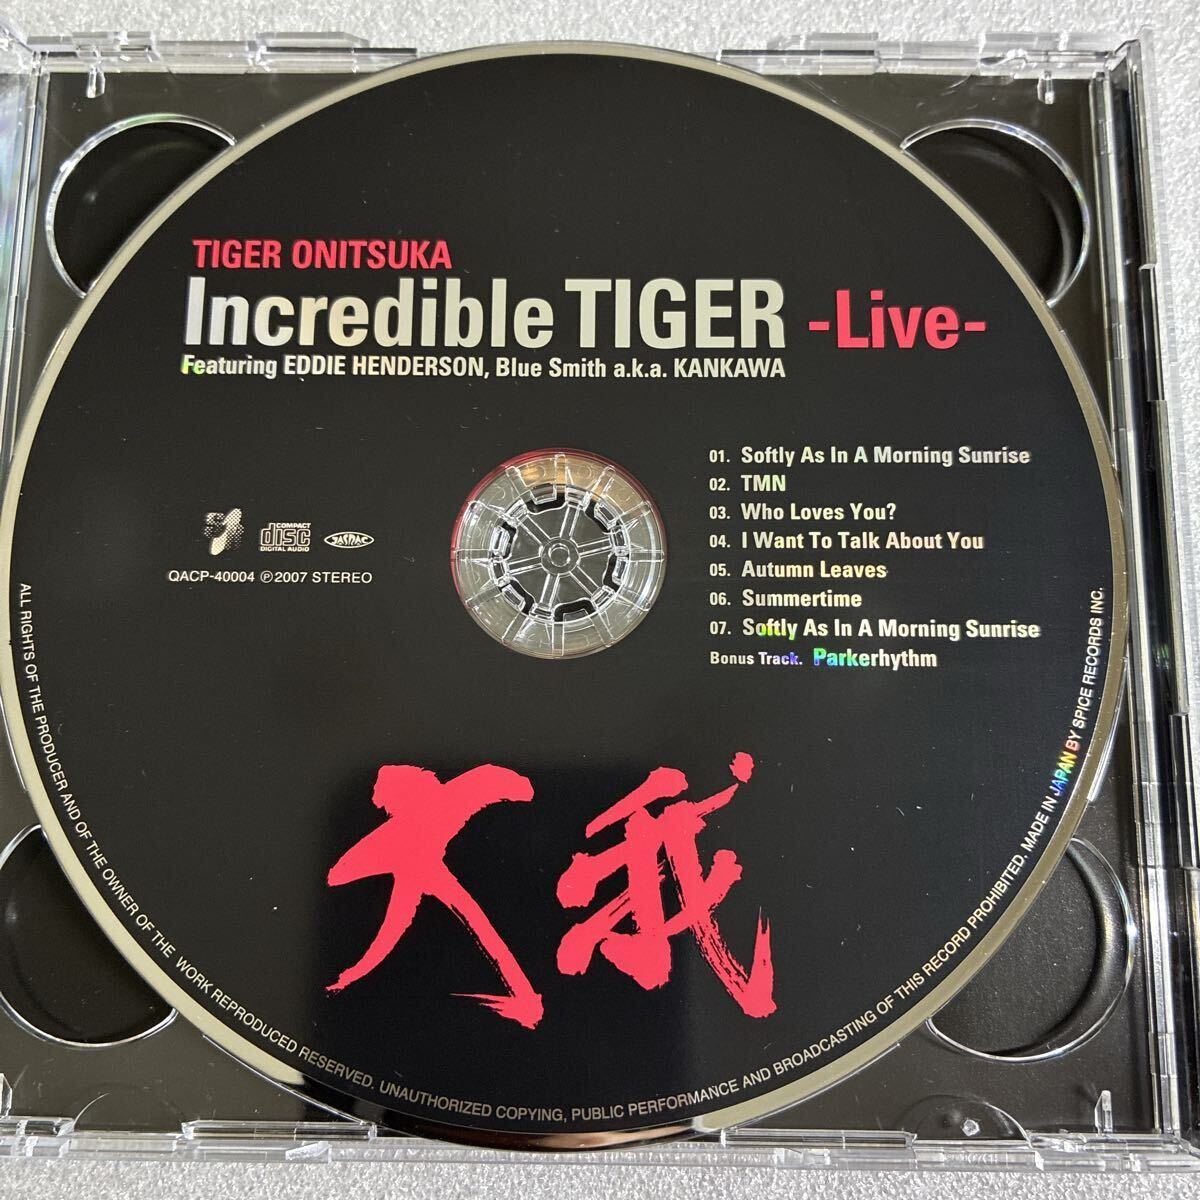 TIGER ONITSUKA
Incredible TIGER -Live-
Featuring EDDIE HENDERSON, Blue Smith a.k.a. KANKAWA
01. Softly As In A Morning Sunrise
02. TMN
03. Who Loves You?
04. I Want To Talk About You
05. Autumn Leaves
06. Summertime
07. Softly As In A Morning Sunrise
Bonus Track. Parkerhythm
COMPACT
disc
DIGITAL AUDIO
JASRAC
QACP-40004 ℗2007 STEREO
大我
ALL RIGHTS OF THE PRODUCER AND OF THE OWNER OF THE WORK REPRODUCED RESERVED. UNAUTHORIZED COPYING, PUBLIC PERFORMANCE AND BROADCASTING OF THIS RECORD PROHIBITED. MADE IN JAPAN BY SPICE RECORDS INC.